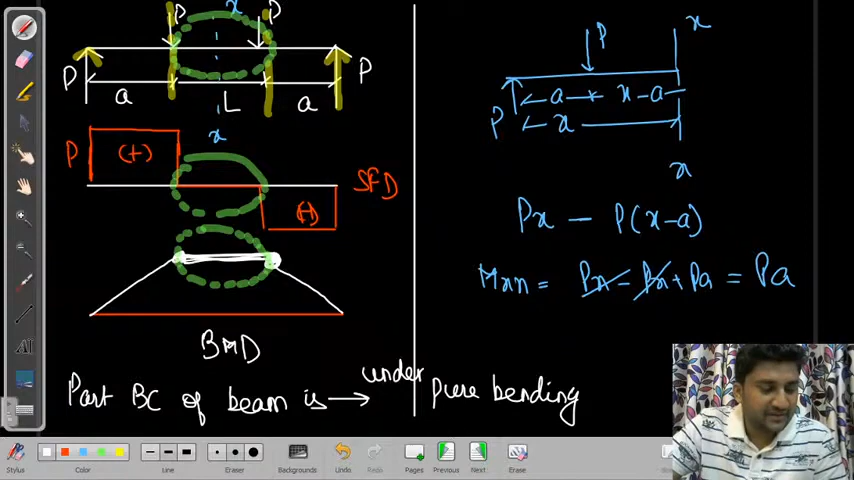 P
P
x
P
P
a
L
a
x
P
(+)
SFD
(-)
BMD
Part BC of beam is → under pure bending
x
P
a
x-a
P
x
x
Px - P(x-a)
Mxx = Px - Px + Pa = Pa
Stylus
Color
Line
Eraser
Backgrounds
Undo
Redo
Pages
Previous
Next
Erase